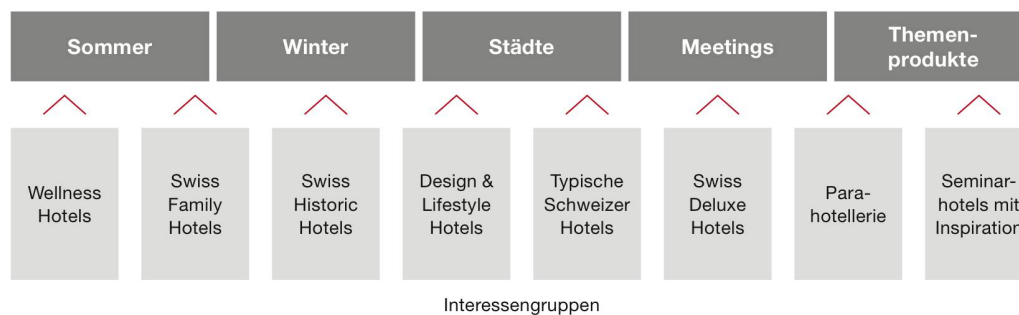 Sommer
Winter
Städte
Meetings
Themen-
produkte
Wellness
Hotels
Swiss
Family
Hotels
Swiss
Historic
Hotels
Design &
Lifestyle
Hotels
Typische
Schweizer
Hotels
Swiss
Deluxe
Hotels
Para-
hotellerie
Seminar-
hotels mit
Inspiration
Interessengruppen